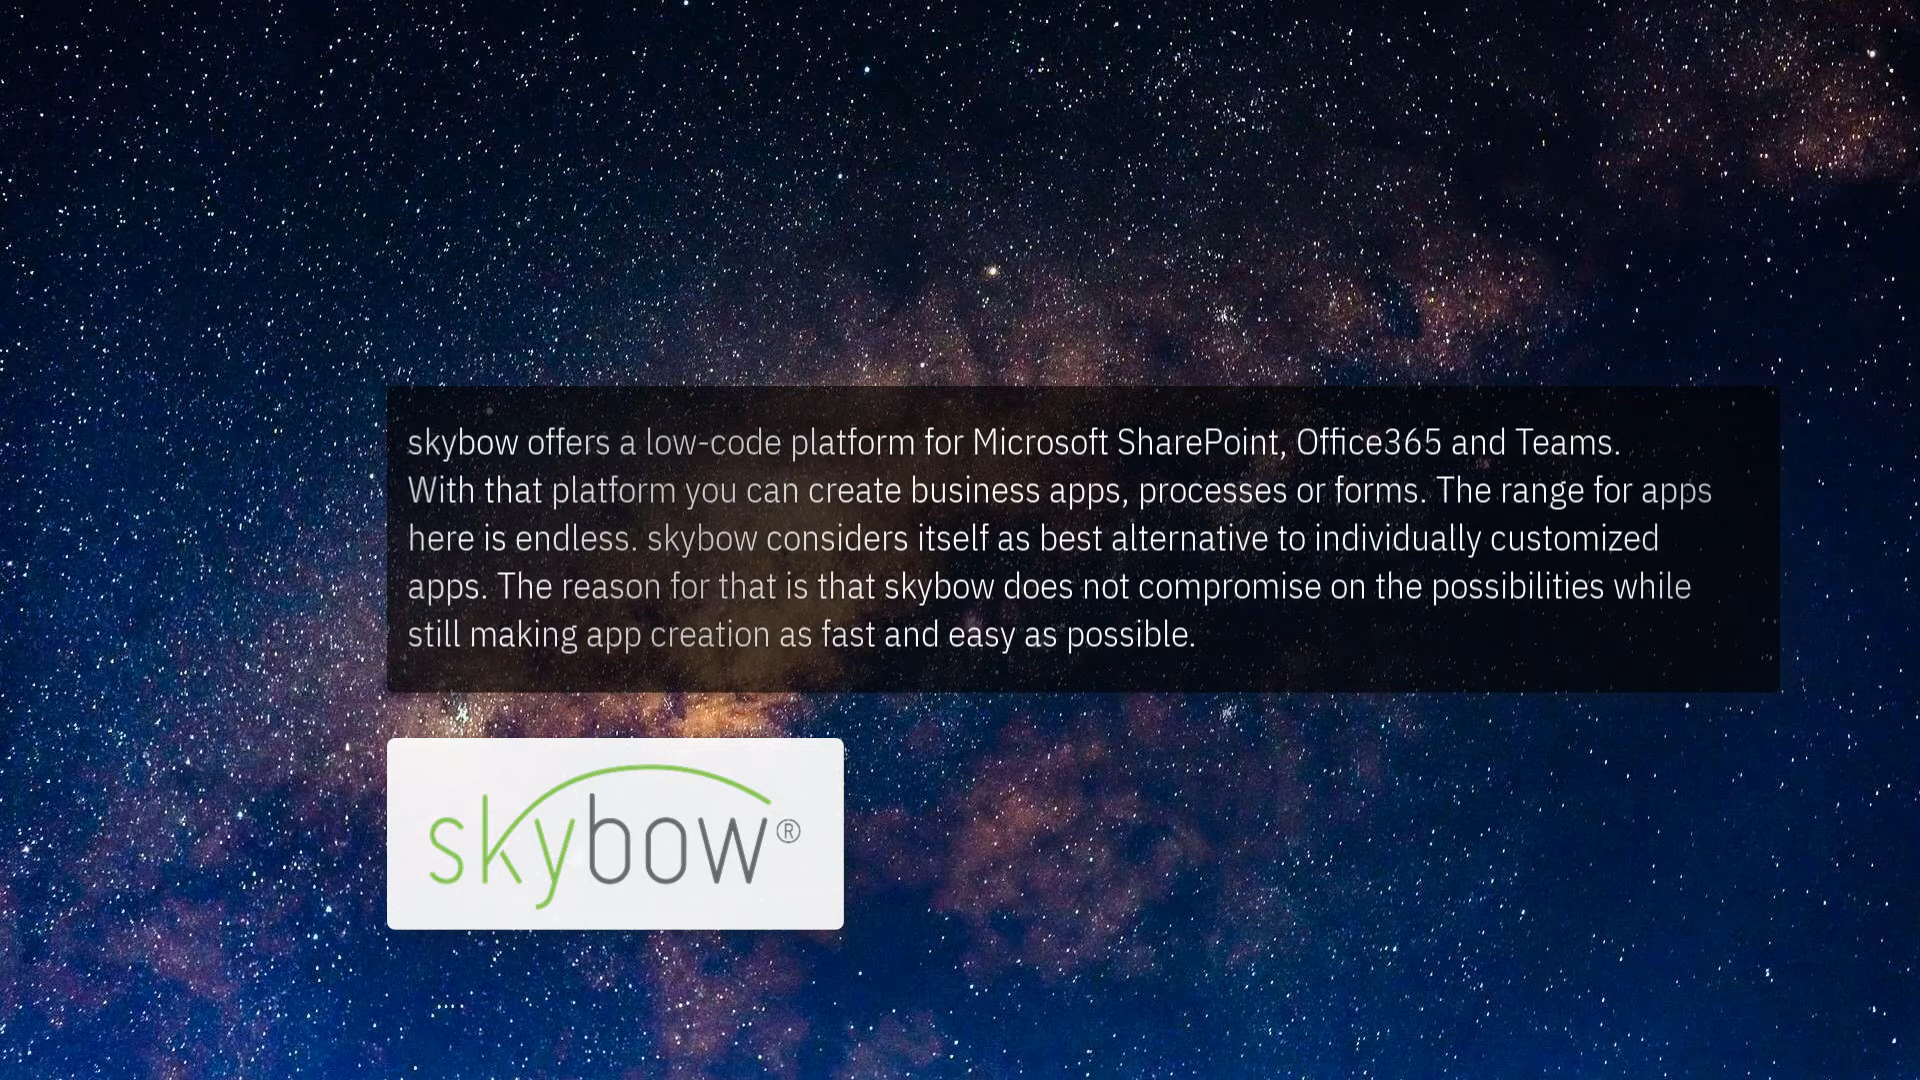 skybow offers a low-code platform for Microsoft SharePoint, Office365 and Teams.
With that platform you can create business apps, processes or forms. The range for apps
here is endless. skybow considers itself as best alternative to individually customized
apps. The reason for that is that skybow does not compromise on the possibilities while
still making app creation as fast and easy as possible.
skybow®